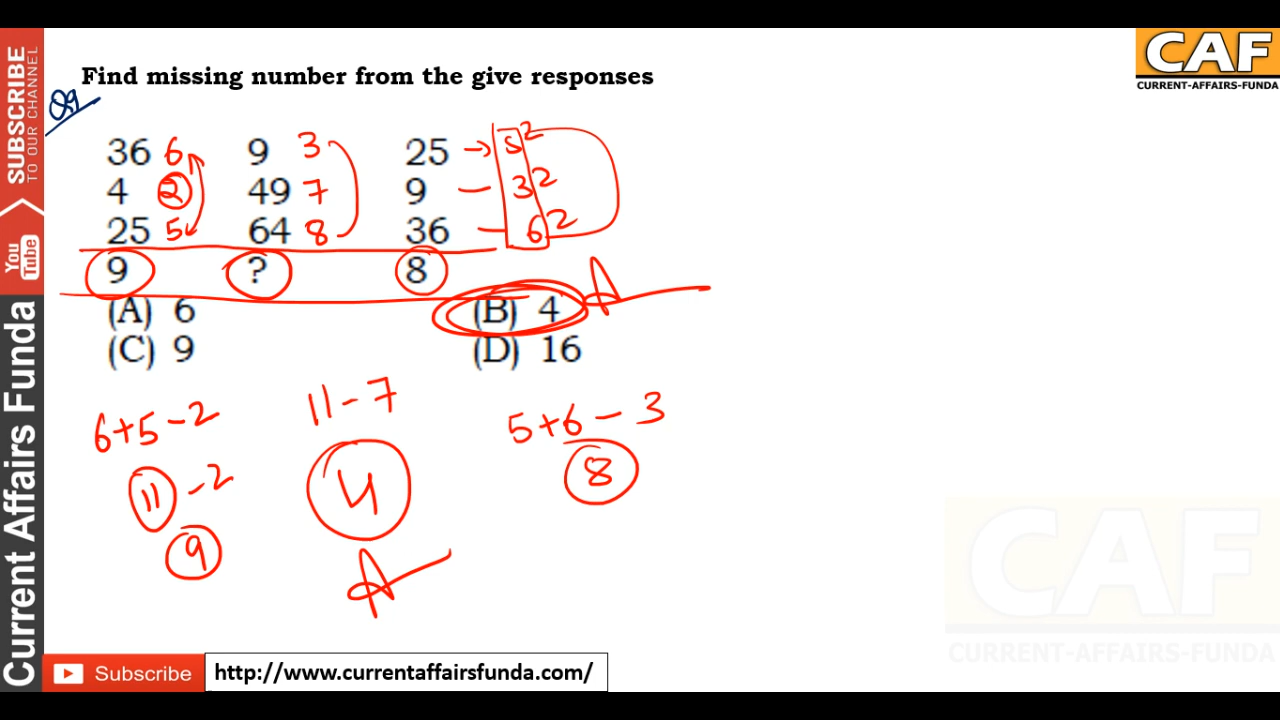 CAF
CURRENT-AFFAIRS-FUNDA
SUBSCRIBE
TO OUR CHANNEL
You
Tube
Current Affairs Funda
Find missing number from the give responses
Q9
36 6 9 3 25 → 5²
4 2 49 7 9 – 3²
25 5 64 8 36 – 6²
9 ? 8
(A) 6 (B) 4
(C) 9 (D) 16
6+5-2 11-7 5+6-3
11-2 4 8
9
CAF
CURRENT-AFFAIRS-FUNDA
Subscribe
http://www.currentaffairsfunda.com/